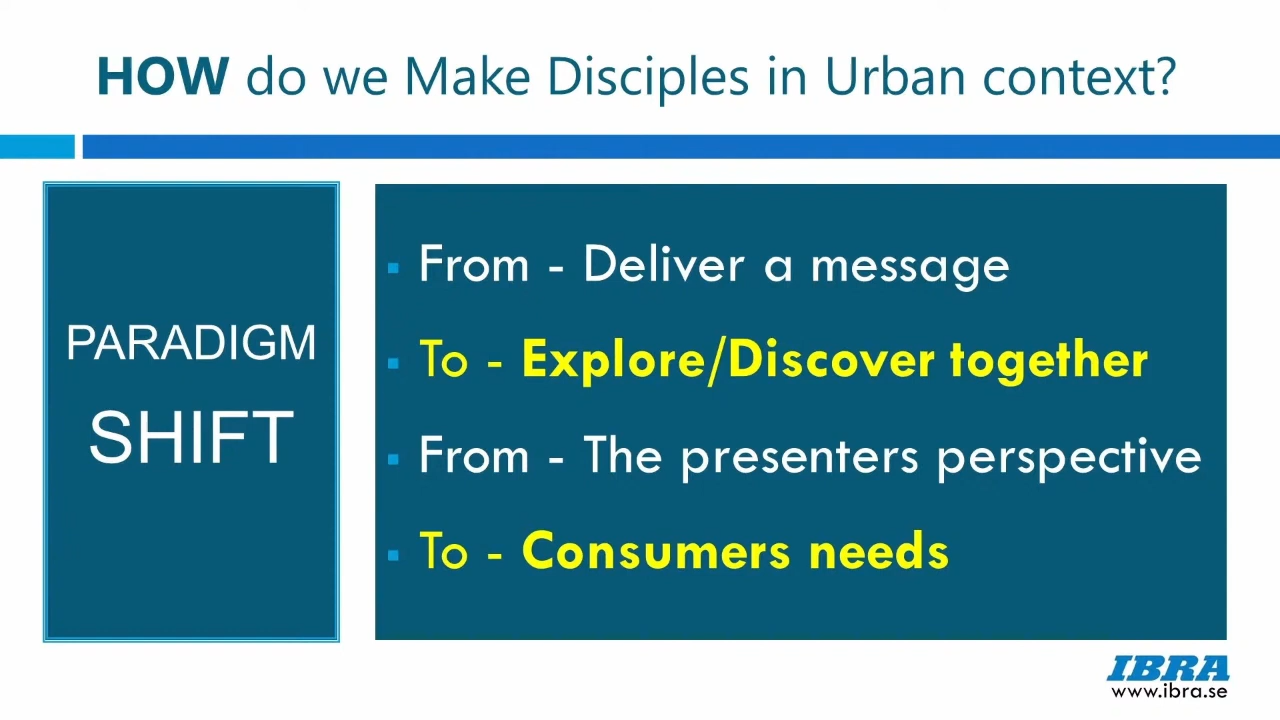 HOW do we Make Disciples in Urban context?
PARADIGM
SHIFT
From - Deliver a message
To - Explore/Discover together
From - The presenters perspective
To - Consumers needs
IBRA
www.ibra.se